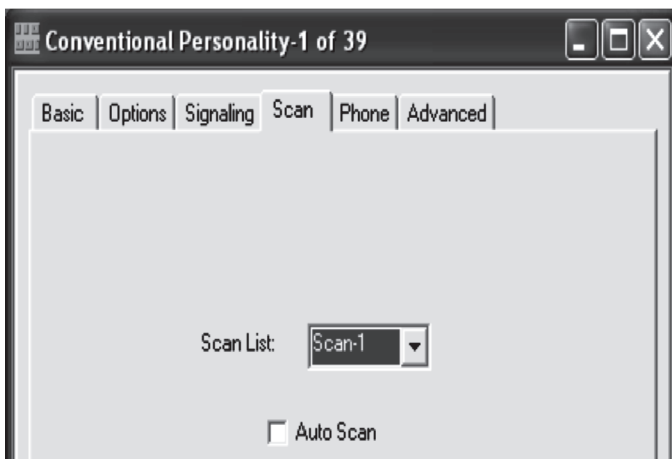 Conventional Personality-1 of 39
Basic Options Signaling Scan Phone Advanced
Scan List: Scan-1
Auto Scan